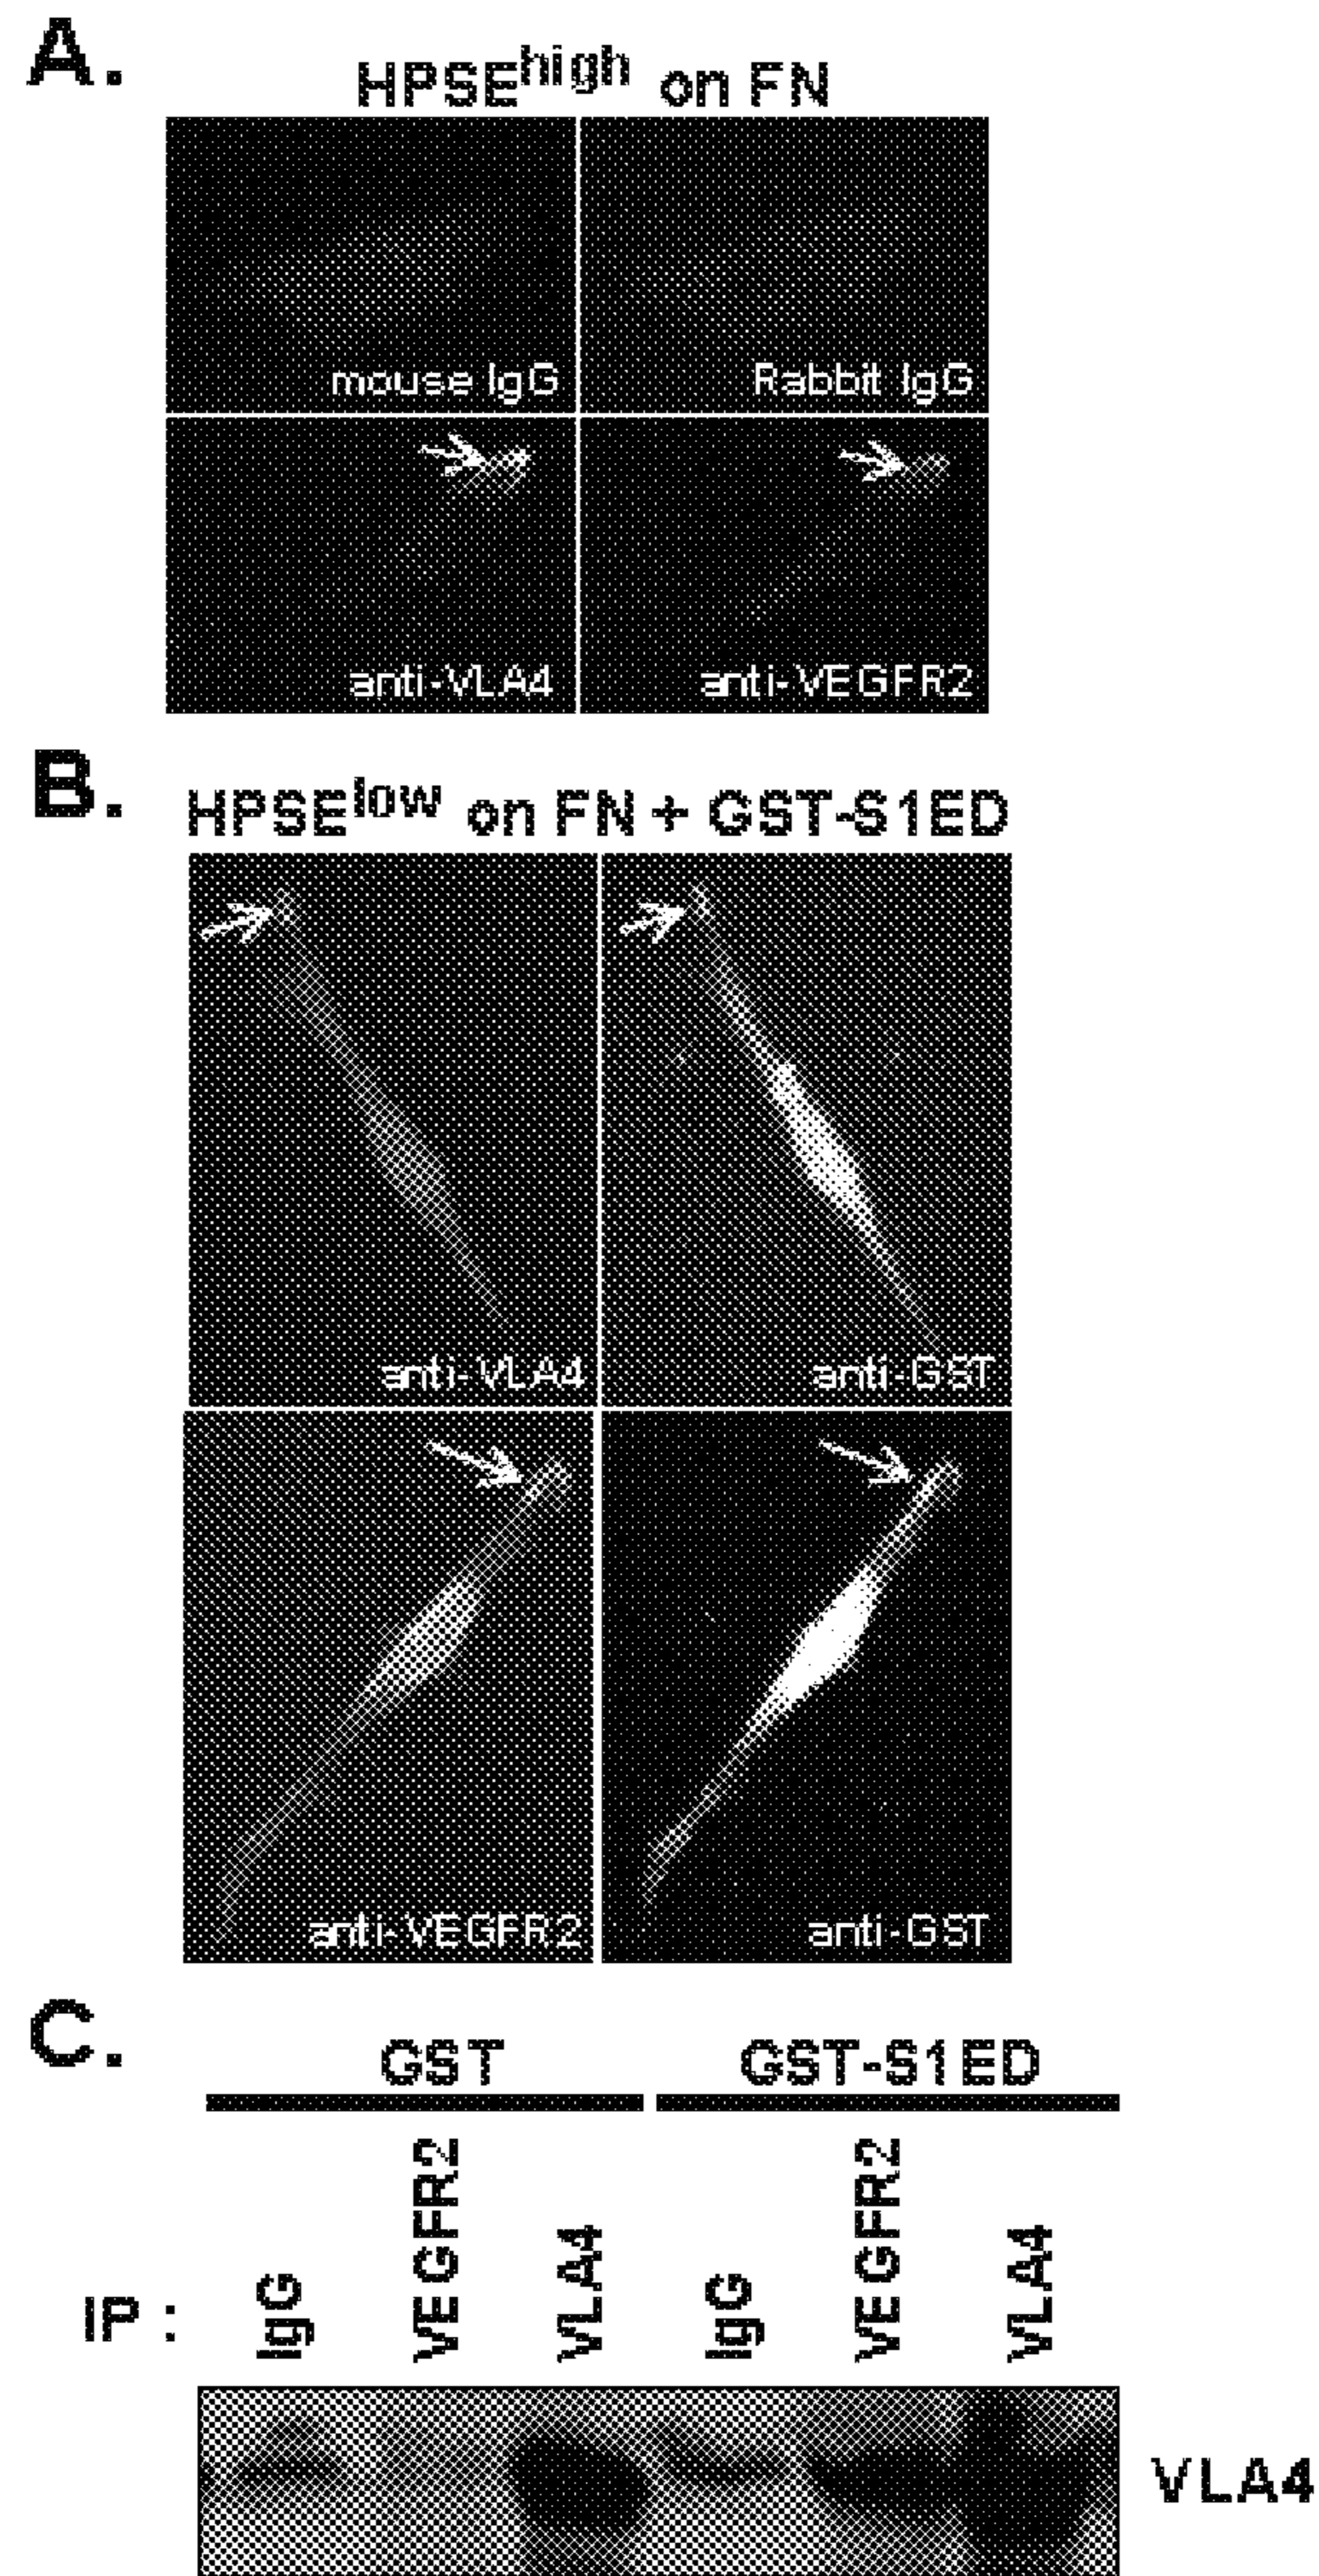 A.
HPSEhigh on FN
mouse IgG
Rabbit IgG
anti-VLA4
anti-VEGFR2
B.
HPSElow on FN + GST-S1ED
anti-VLA4
anti-GST
anti-VEGFR2
anti-GST
C.
GST GST-S1ED
IP : IgG VEGFR2 VLA4 IgG VEGFR2 VLA4
VLA4